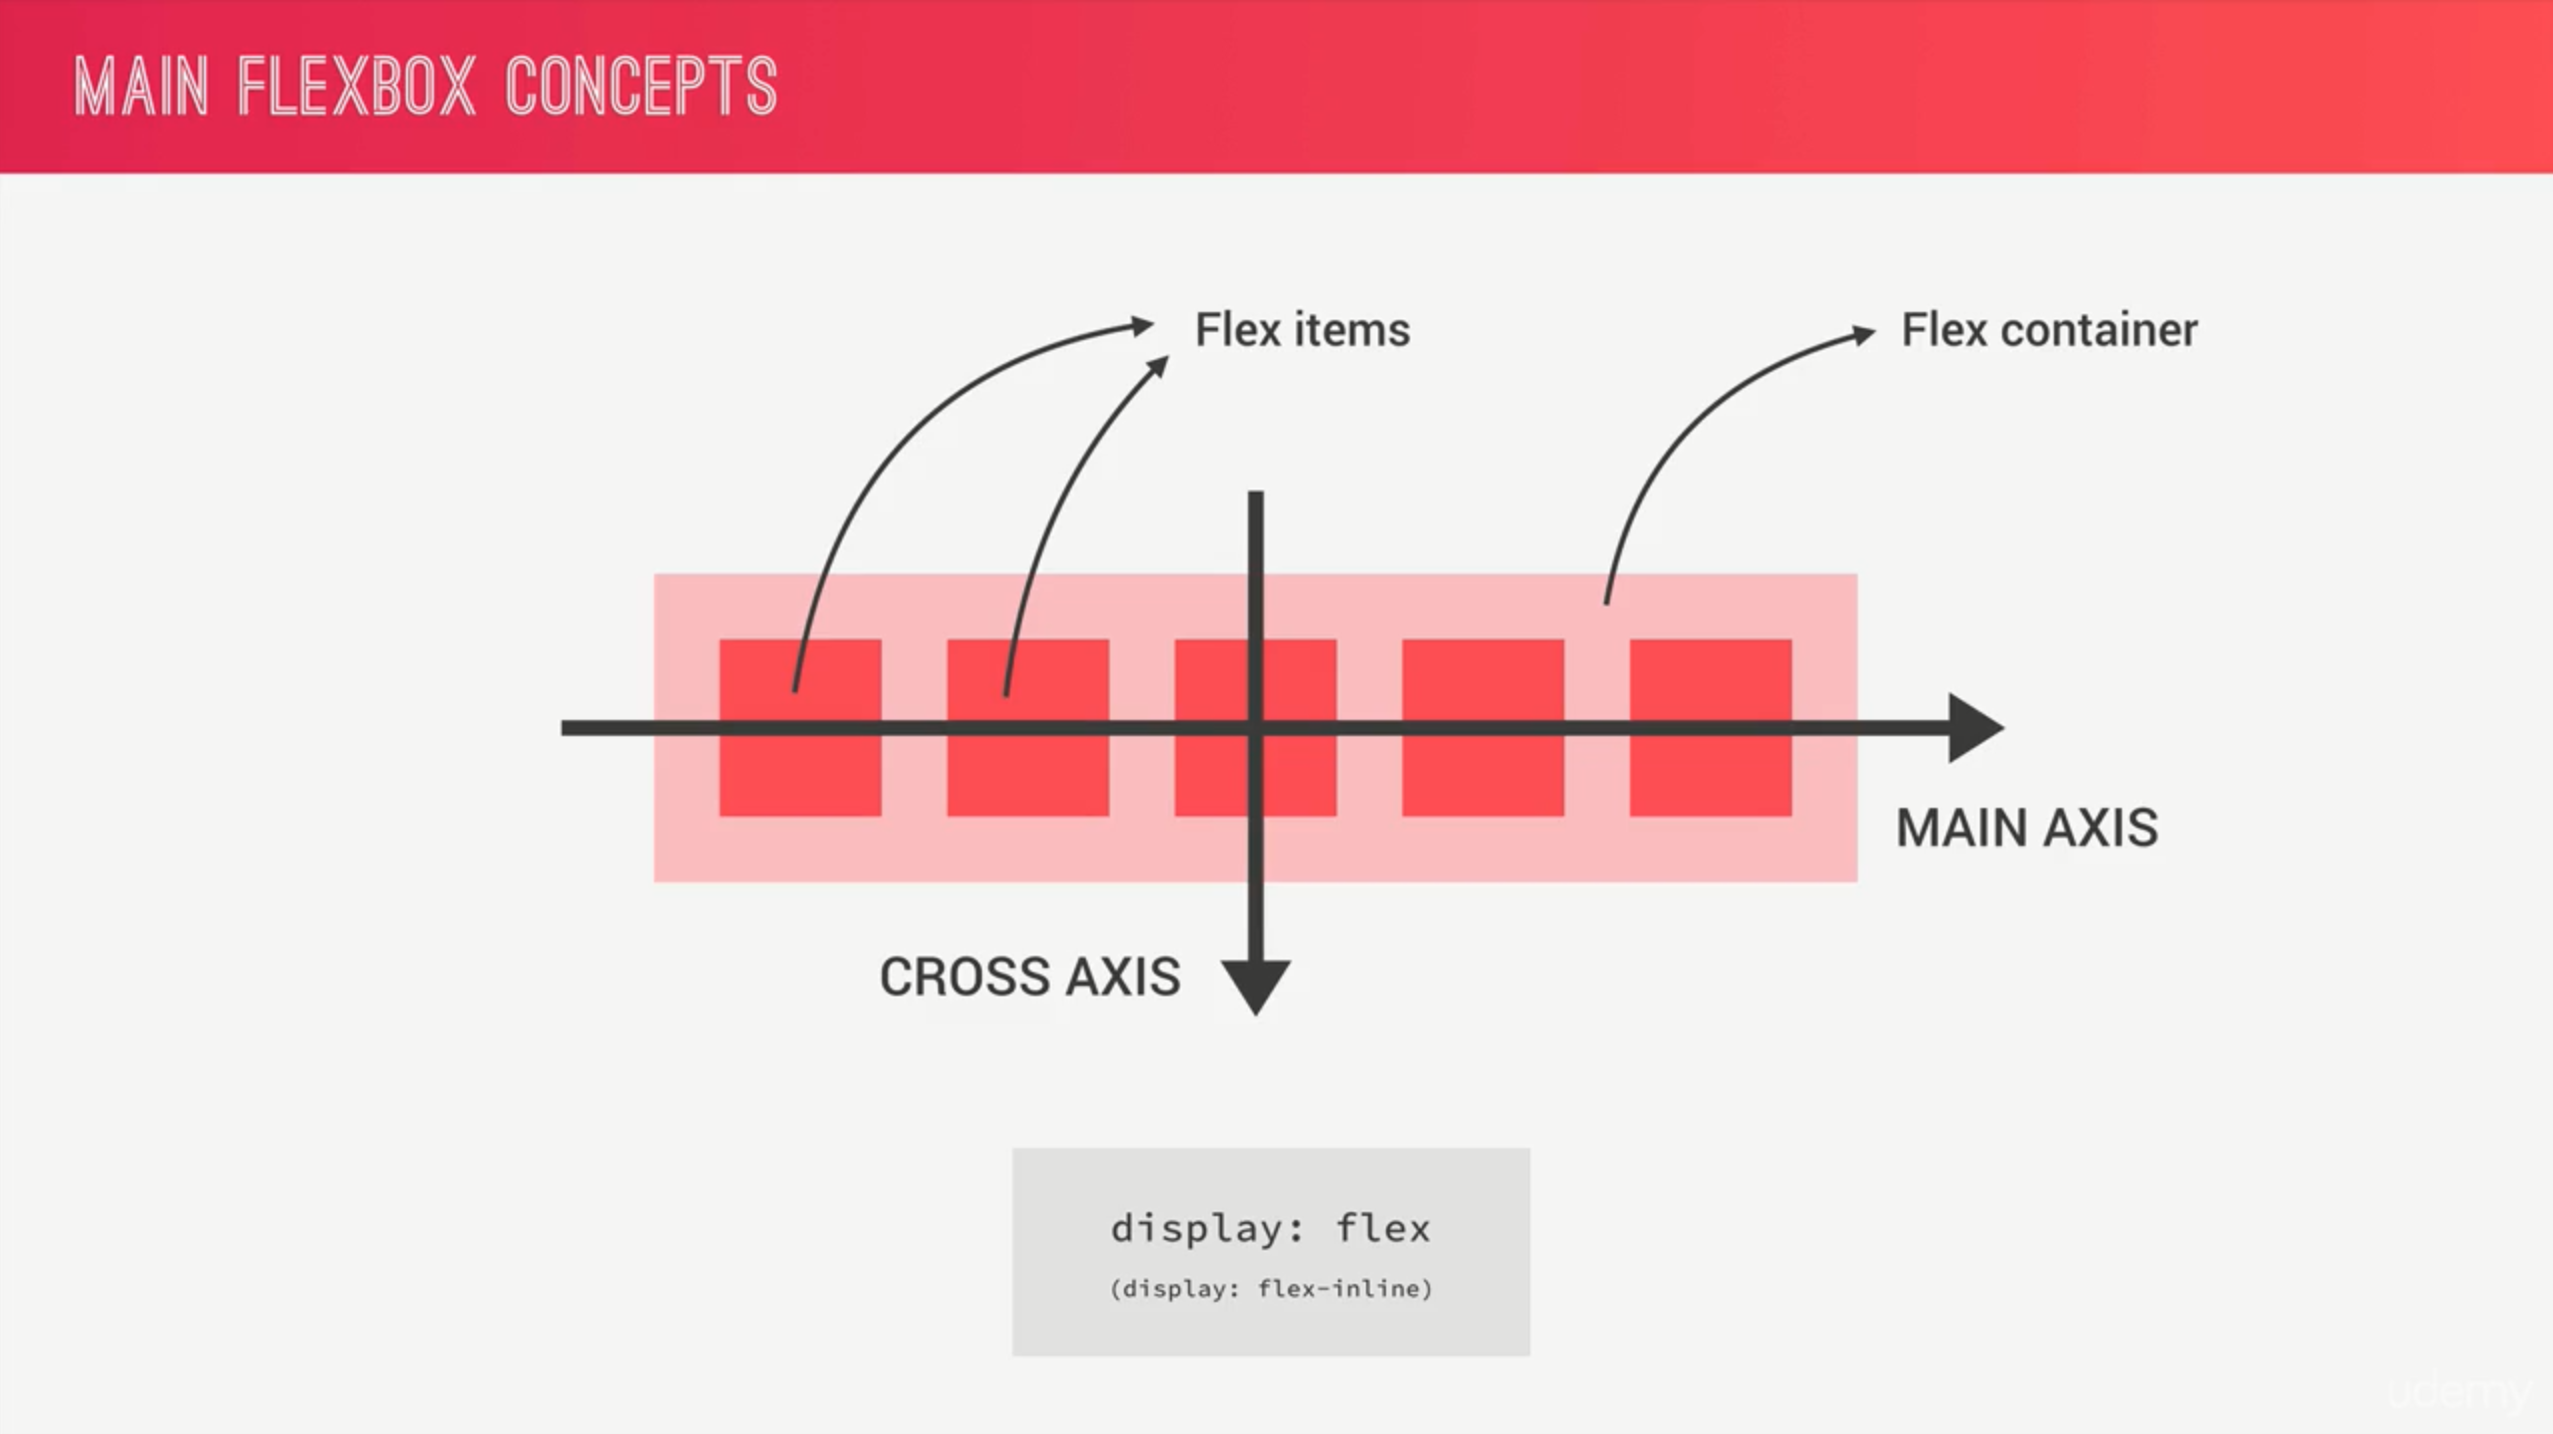 MAIN FLEXBOX CONCEPTS
Flex items
Flex container
MAIN AXIS
CROSS AXIS
display: flex
(display: flex-inline)
udemy